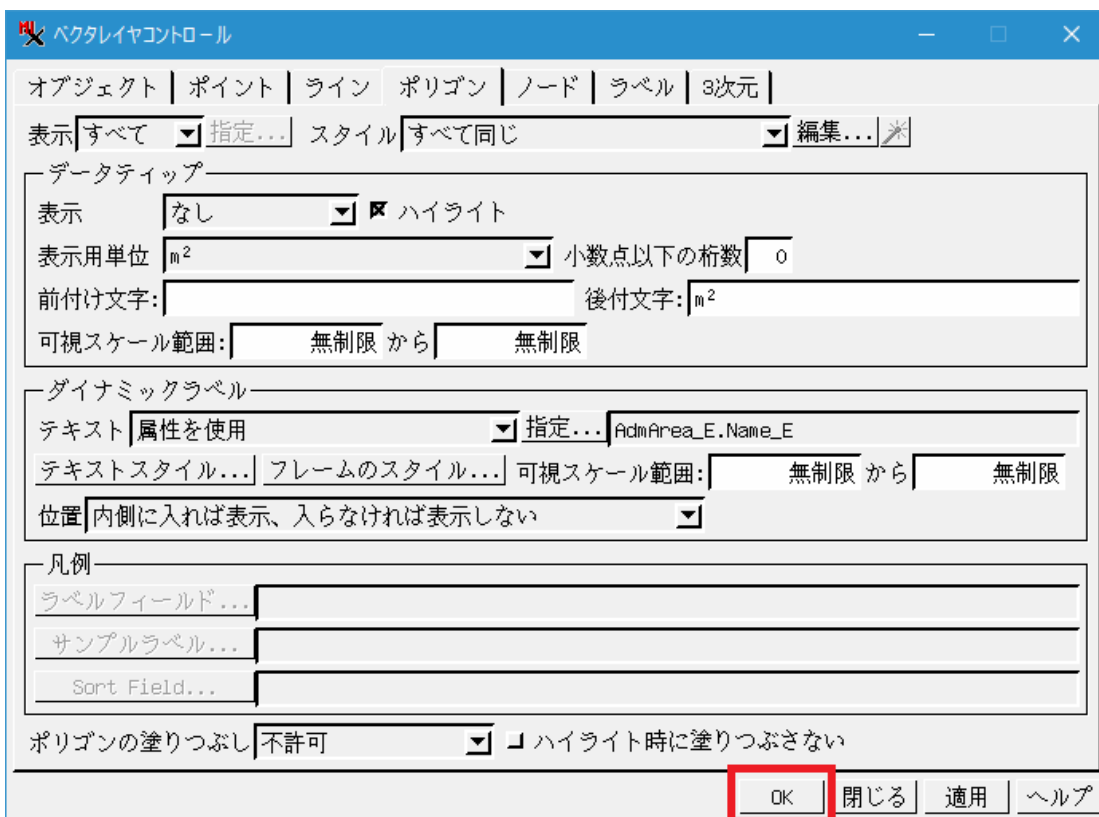 ベクタレイヤコントロール
オブジェクト ポイント ライン ポリゴン ノード ラベル 3次元
表示 すべて 指定... スタイル すべて同じ 編集...
データティップ
表示 なし ハイライト
表示用単位 m² 小数点以下の桁数 0
前付け文字: 後付文字: m²
可視スケール範囲: 無制限 から 無制限
ダイナミックラベル
テキスト 属性を使用 指定... AdmArea_E.Name_E
テキストスタイル... フレームのスタイル... 可視スケール範囲: 無制限 から 無制限
位置 内側に入れば表示、入らなければ表示しない
凡例
ラベルフィールド...
サンプルラベル...
Sort Field...
ポリゴンの塗りつぶし 不許可 ハイライト時に塗りつぶさない
OK 閉じる 適用 ヘルプ